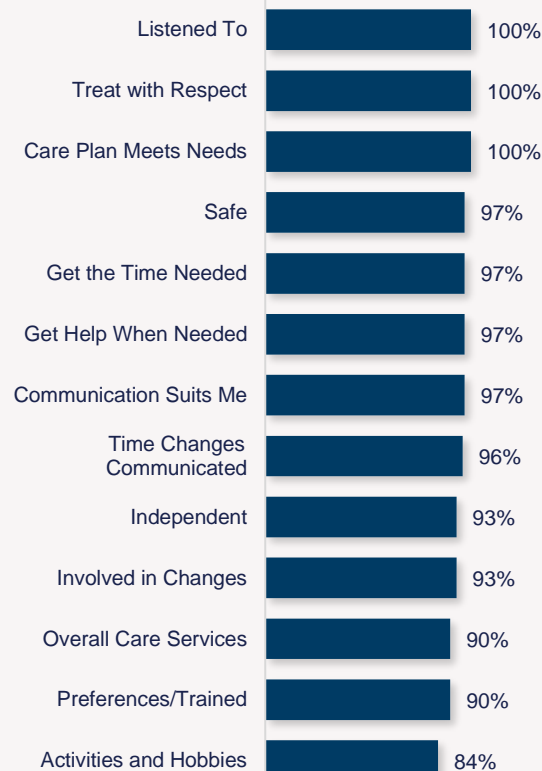 Listened To 100%
Treat with Respect 100%
Care Plan Meets Needs 100%
Safe 97%
Get the Time Needed 97%
Get Help When Needed 97%
Communication Suits Me 97%
Time Changes
Communicated 96%
Independent 93%
Involved in Changes 93%
Overall Care Services 90%
Preferences/Trained 90%
Activities and Hobbies 84%